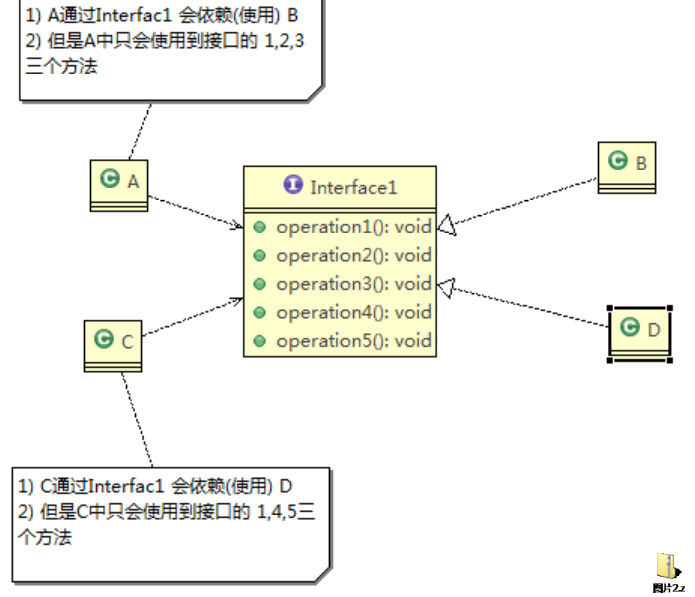 1) A通过Interfac1 会依赖(使用) B
2) 但是A中只会使用到接口的 1,2,3
三个方法
A
B
Interface1
operation1(): void
operation2(): void
operation3(): void
operation4(): void
operation5(): void
C
D
1) C通过Interfac1 会依赖(使用) D
2) 但是C中只会使用到接口的 1,4,5三
个方法
图片2.z